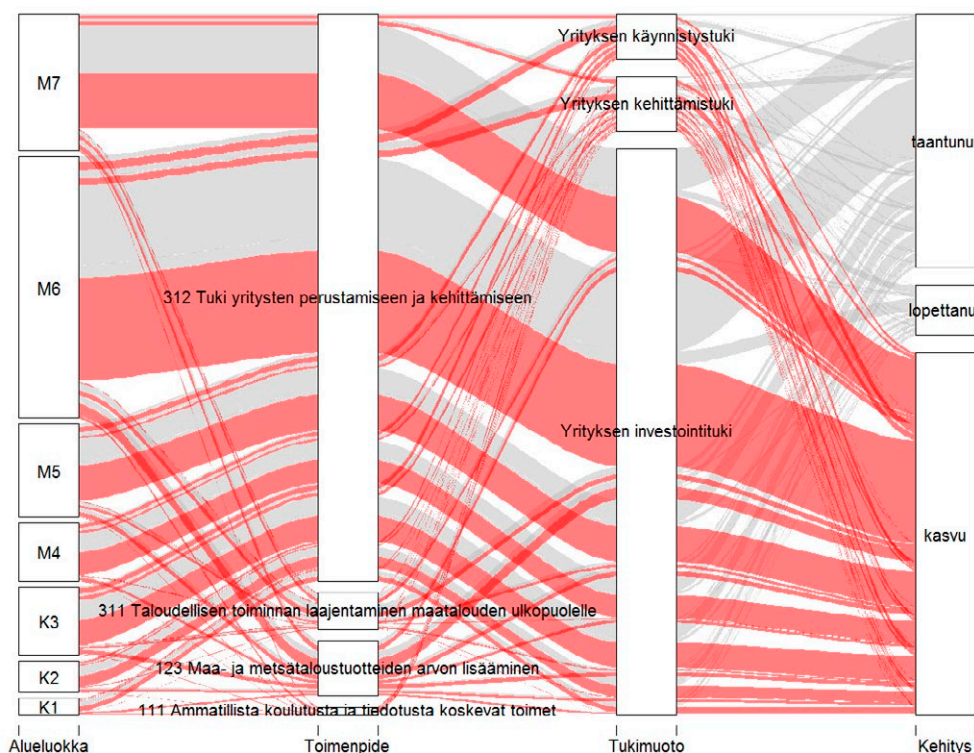 Yrityksen käynnistystuki
M7
Yrityksen kehittämistuki
taantunu
M6
312 Tuki yritysten perustamiseen ja kehittämiseen
lopettanu
Yrityksen investointituki
M5
kasvu
M4
311 Taloudellisen toiminnan laajentaminen maatalouden ulkopuolelle
K3
123 Maa- ja metsätaloustuotteiden arvon lisääminen
K2
K1
111 Ammatillista koulutusta ja tiedotusta koskevat toimet
Alueluokka
Toimenpide
Tukimuoto
Kehitys